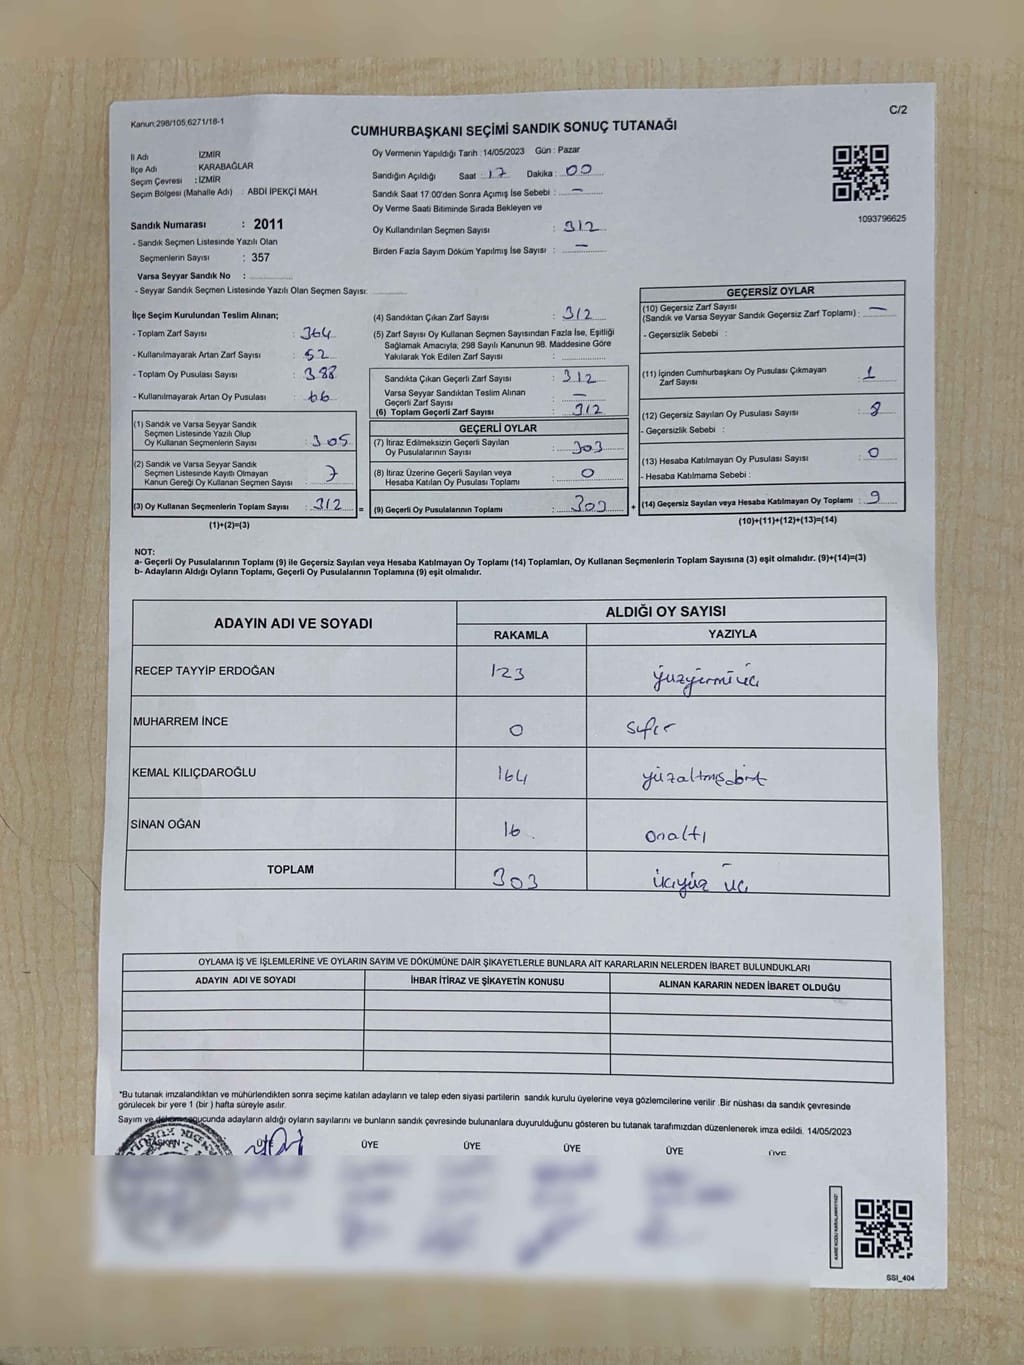 C/2
Kanun;298/105,6271/18-1
CUMHURBAŞKANI SEÇİMİ SANDIK SONUÇ TUTANAĞI
İl Adı : İZMİR
İlçe Adı : KARABAĞLAR
Seçim Çevresi : İZMİR
Seçim Bölgesi (Mahalle Adı) : ABDİ İPEKÇİ MAH.
Sandık Numarası : 2011
- Sandık Seçmen Listesinde Yazılı Olan
Seçmenlerin Sayısı : 357
Varsa Seyyar Sandık No :
- Seyyar Sandık Seçmen Listesinde Yazılı Olan Seçmen Sayısı:
Oy Vermenin Yapıldığı Tarih : 14/05/2023 Gün : Pazar
Sandığın Açıldığı Saat : 17 Dakika : 00
Sandık Saat 17.00'den Sonra Açımış İse Sebebi : -
Oy Verme Saati Bitiminde Sırada Bekleyen ve
Oy Kullandırılan Seçmen Sayısı : 312
Birden Fazla Sayım Döküm Yapılmış İse Sayısı : -
1093796625
İlçe Seçim Kurulundan Teslim Alınan;
- Toplam Zarf Sayısı : 364
- Kullanılmayarak Artan Zarf Sayısı : 52
- Toplam Oy Pusulası Sayısı : 388
- Kullanılmayarak Artan Oy Pusulası : 66
(1) Sandık ve Varsa Seyyar Sandık
Seçmen Listesinde Yazılı Olup
Oy Kullanan Seçmenlerin Sayısı : 305
(2) Sandık ve Varsa Seyyar Sandık
Seçmen Listesinde Kayıtlı Olmayan
Kanun Gereği Oy Kullanan Seçmen Sayısı : 7
(3) Oy Kullanan Seçmenlerin Toplam Sayısı : 312 =
(1)+(2)=(3)
(4) Sandıktan Çıkan Zarf Sayısı : 312
(5) Zarf Sayısı Oy Kullanan Seçmen Sayısından Fazla İse, Eşitliği
Sağlamak Amacıyla; 298 Sayılı Kanunun 98. Maddesine Göre
Yakılarak Yok Edilen Zarf Sayısı :
Sandıkta Çıkan Geçerli Zarf Sayısı : 312
Varsa Seyyar Sandıktan Teslim Alınan
Geçerli Zarf Sayısı : -
(6) Toplam Geçerli Zarf Sayısı : 312
GEÇERLİ OYLAR
(7) İtiraz Edilmeksizin Geçerli Sayılan
Oy Pusulalarının Sayısı : 303
(8) İtiraz Üzerine Geçerli Sayılan veya
Hesaba Katılan Oy Pusulası Toplamı : 0
(9) Geçerli Oy Pusulalarının Toplamı : 303 +
GEÇERSİZ OYLAR
(10) Geçersiz Zarf Sayısı
(Sandık ve Varsa Seyyar Sandık Geçersiz Zarf Toplamı) : -
- Geçersizlik Sebebi :
(11) İçinden Cumhurbaşkanı Oy Pusulası Çıkmayan
Zarf Sayısı : 1
(12) Geçersiz Sayılan Oy Pusulası Sayısı : 8
- Geçersizlik Sebebi :
(13) Hesaba Katılmayan Oy Pusulası Sayısı : 0
- Hesaba Katılmama Sebebi :
(14) Geçersiz Sayılan veya Hesaba Katılmayan Oy Toplamı : 9
(10)+(11)+(12)+(13)=(14)
NOT:
a- Geçerli Oy Pusulalarının Toplamı (9) ile Geçersiz Sayılan veya Hesaba Katılmayan Oy Toplamı (14) Toplamları, Oy Kullanan Seçmenlerin Toplam Sayısına (3) eşit olmalıdır. (9)+(14)=(3)
b- Adayların Aldığı Oyların Toplamı, Geçerli Oy Pusulalarının Toplamına (9) eşit olmalıdır.
ADAYIN ADI VE SOYADI ALDIĞI OY SAYISI
RAKAMLA YAZIYLA
RECEP TAYYİP ERDOĞAN 123 yüzyirmiüç
MUHARREM İNCE 0 sıfır
KEMAL KILIÇDAROĞLU 164 yüzaltmışdört
SİNAN OĞAN 16 onaltı
TOPLAM 303 üçyüz üç
OYLAMA İŞ VE İŞLEMLERİNE VE OYLARIN SAYIM VE DÖKÜMÜNE DAİR ŞİKAYETLERLE BUNLARA AİT KARARLARIN NELERDEN İBARET BULUNDUKLARI
ADAYIN ADI VE SOYADI İHBAR İTİRAZ VE ŞİKAYETİN KONUSU ALINAN KARARIN NEDEN İBARET OLDUĞU
*Bu tutanak imzalandıktan ve mühürlendikten sonra seçime katılan adayların ve talep eden siyasi partilerin sandık kurulu üyelerine veya gözlemcilerine verilir. Bir nüshası da sandık çevresinde
görülecek bir yere 1 (bir) hafta süreyle asılır.
Sayım ve döküm sonucunda adayların aldığı oyların sayılarını ve bunların sandık çevresinde bulunanlara duyurulduğunu gösteren bu tutanak tarafımızdan düzenlenerek imza edildi. 14/05/2023
BAŞKAN ÜYE ÜYE ÜYE ÜYE ÜYE ÜYE
SSI_404